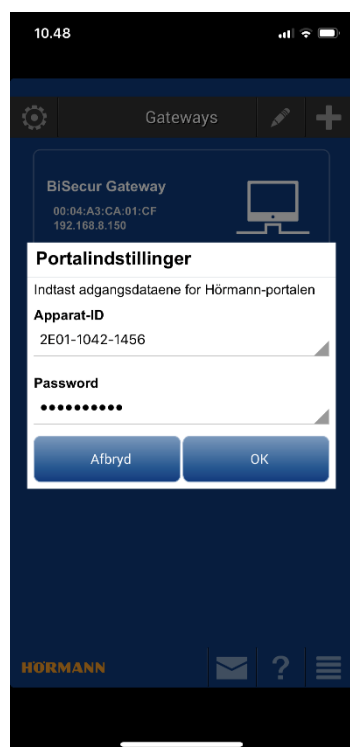 10.48
Gateways
BiSecur Gateway
00:04:A3:CA:01:CF
192.168.8.150
Portalindstillinger
Indtast adgangsdataene for Hörmann-portalen
Apparat-ID
2E01-1042-1456
Password
••••••••••
Afbryd OK
HÖRMANN ?